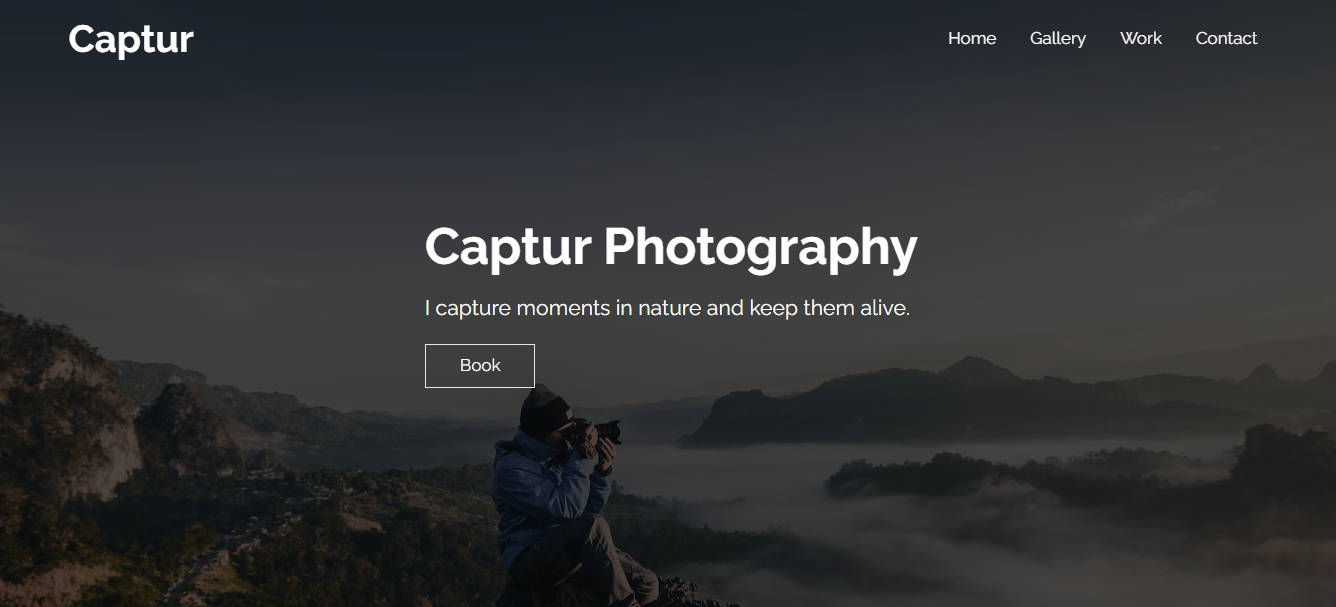 Captur
Home Gallery Work Contact
Captur Photography
I capture moments in nature and keep them alive.
Book